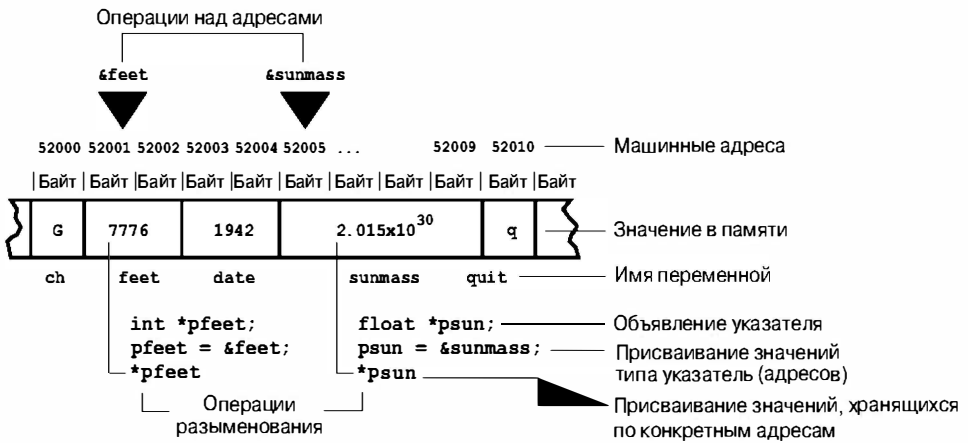 Операции над адресами
&feet &sunmass
52000 52001 52002 52003 52004 52005 ... 52009 52010 Машинные адреса
|Байт |Байт |Байт |Байт |Байт |Байт |Байт |Байт |Байт |Байт |Байт
G 7776 1942 2.015x10³⁰ q Значение в памяти
ch feet date sunmass quit Имя переменной
int *pfeet; float *psun; Объявление указателя
pfeet = &feet; psun = &sunmass; Присваивание значений
типа указатель (адресов)
*pfeet *psun
Операции
разыменования
Присваивание значений, хранящихся
по конкретным адресам